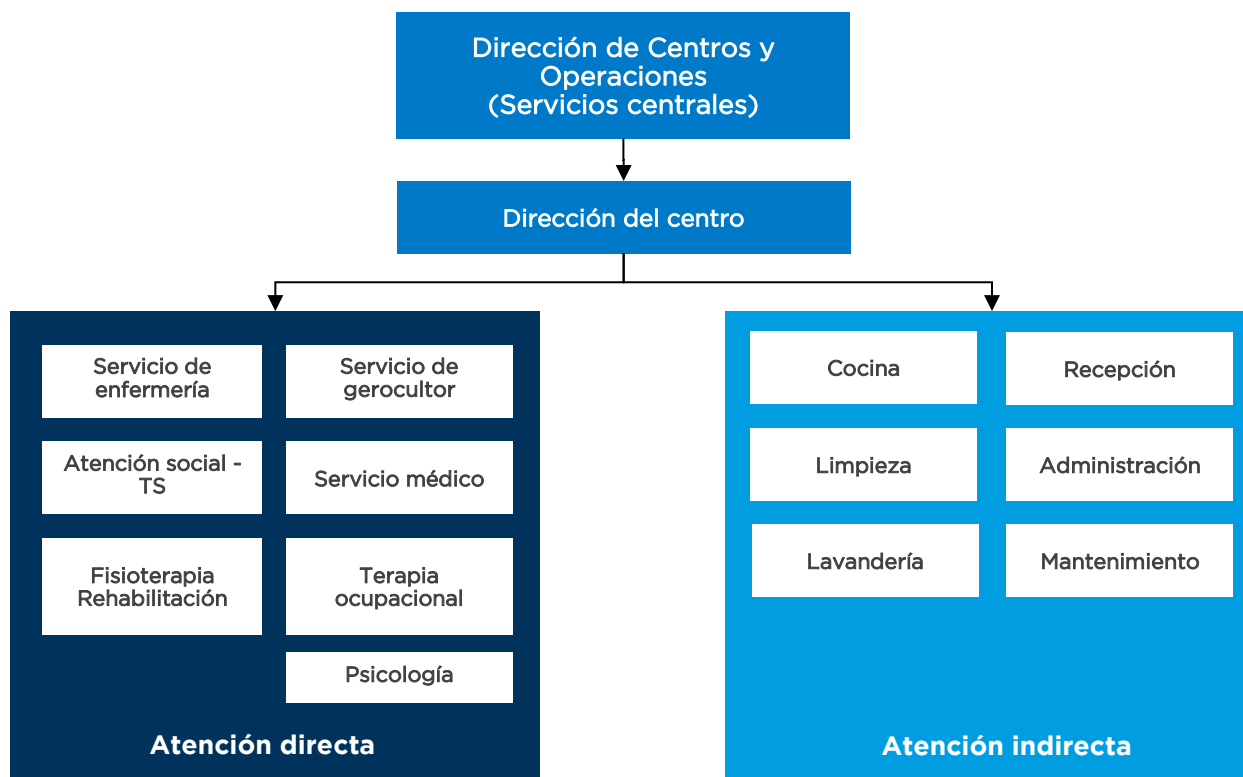 Dirección de Centros y
Operaciones
(Servicios centrales)
Dirección del centro
Servicio de
enfermería
Servicio de
gerocultor
Atención social -
TS
Servicio médico
Fisioterapia
Rehabilitación
Terapia
ocupacional
Psicología
Atención directa
Cocina
Recepción
Limpieza
Administración
Lavandería
Mantenimiento
Atención indirecta